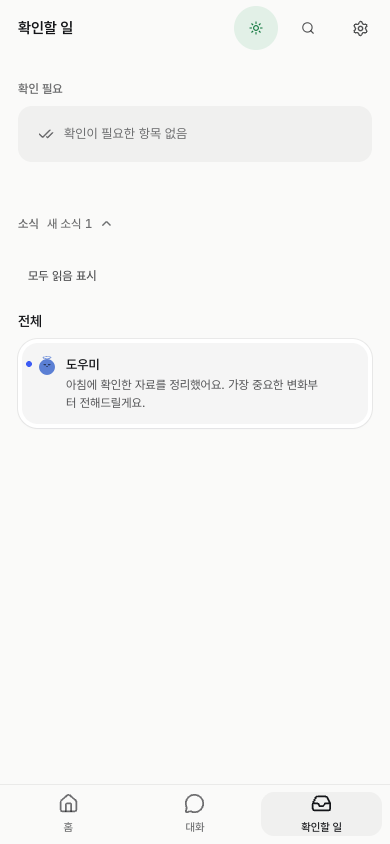 확인할 일
확인 필요
확인이 필요한 항목 없음
소식 새 소식 1
모두 읽음 표시
전체
도우미
아침에 확인한 자료를 정리했어요. 가장 중요한 변화부
터 전해드릴게요.
홈
대화
확인할 일